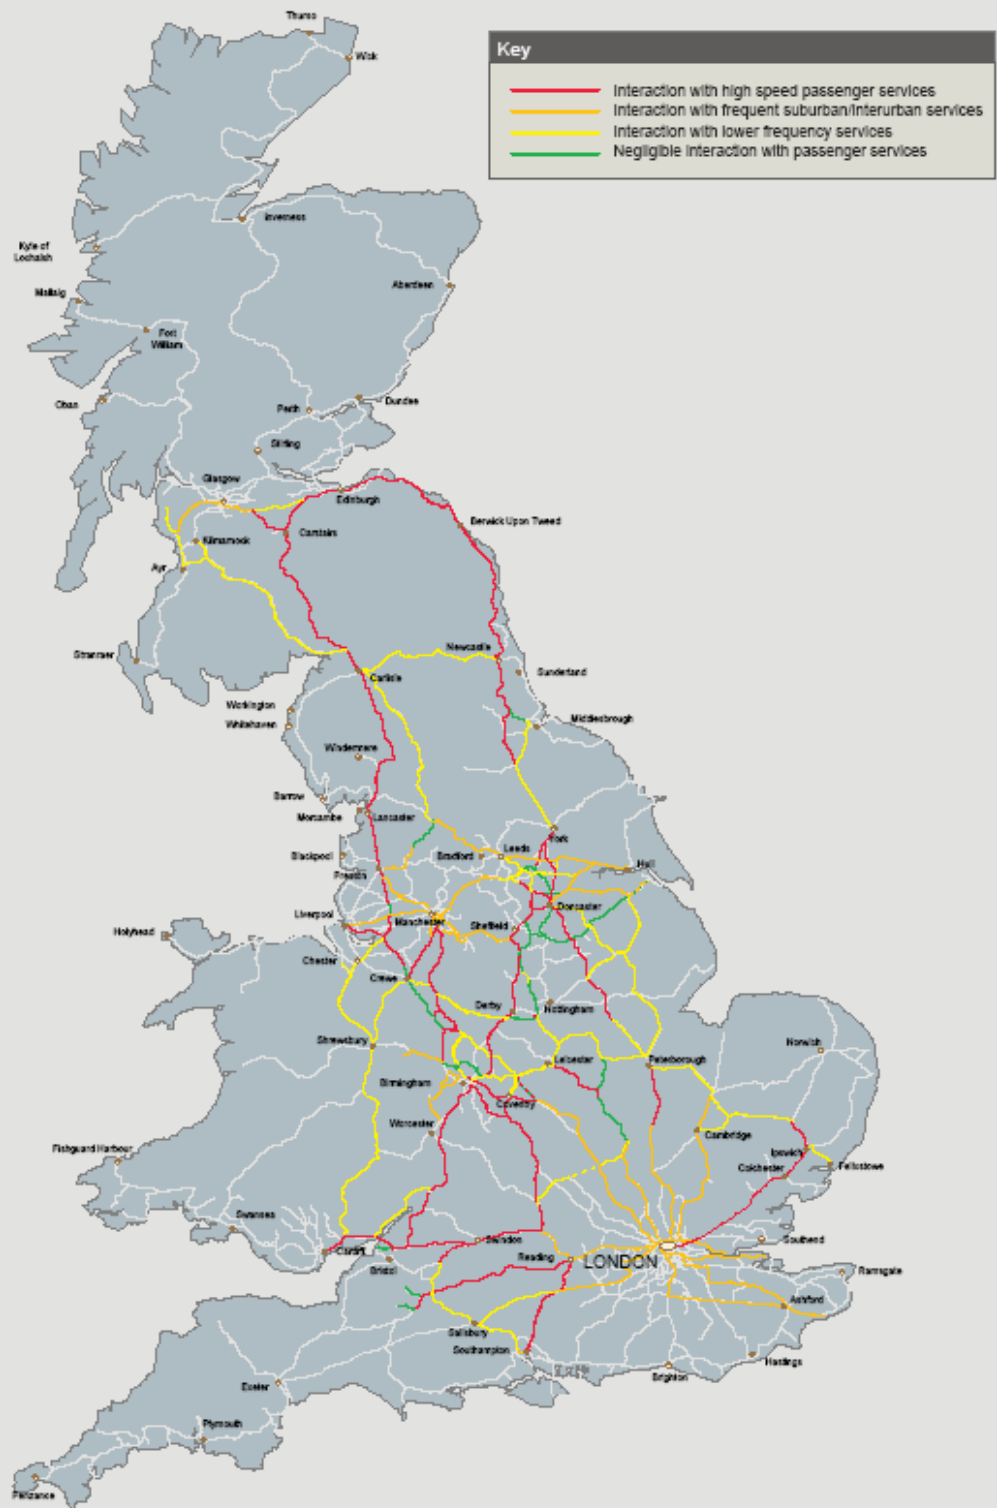 Thurso
Wick
Key
Interaction with high speed passenger services
Interaction with frequent suburban/interurban services
Interaction with lower frequency services
Negligible interaction with passenger services
Inverness
Kyle of
Lochalsh
Mallaig
Aberdeen
Fort
William
Oban
Perth
Dundee
Stirling
Glasgow
Edinburgh
Berwick Upon Tweed
Carstairs
Kilmarnock
Ayr
Stranraer
Newcastle
Sunderland
Carlisle
Workington
Whitehaven
Middlesbrough
Windermere
Barrow
Morcambe
Lancaster
York
Blackpool
Bradford
Leeds
Hull
Preston
Doncaster
Liverpool
Manchester
Sheffield
Holyhead
Chester
Crewe
Derby
Nottingham
Shrewsbury
Norwich
Leicester
Peterborough
Birmingham
Coventry
Worcester
Cambridge
Ipswich
Fishguard Harbour
Colchester
Felixstowe
Swansea
Swindon
Southend
Cardiff
Reading
LONDON
Bristol
Ramsgate
Ashford
Salisbury
Southampton
Hastings
Brighton
Exeter
Plymouth
Penzance